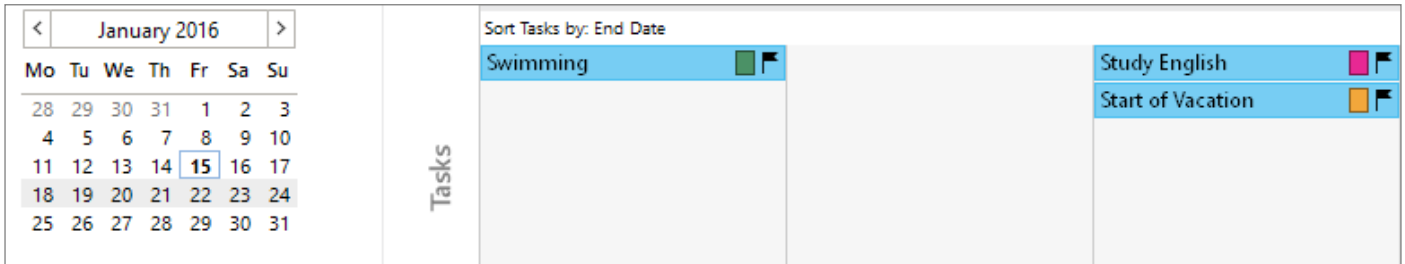 < January 2016 >
Mo Tu We Th Fr Sa Su
28 29 30 31 1 2 3
4 5 6 7 8 9 10
11 12 13 14 15 16 17
18 19 20 21 22 23 24
25 26 27 28 29 30 31
Tasks
Sort Tasks by: End Date
Swimming
Study English
Start of Vacation